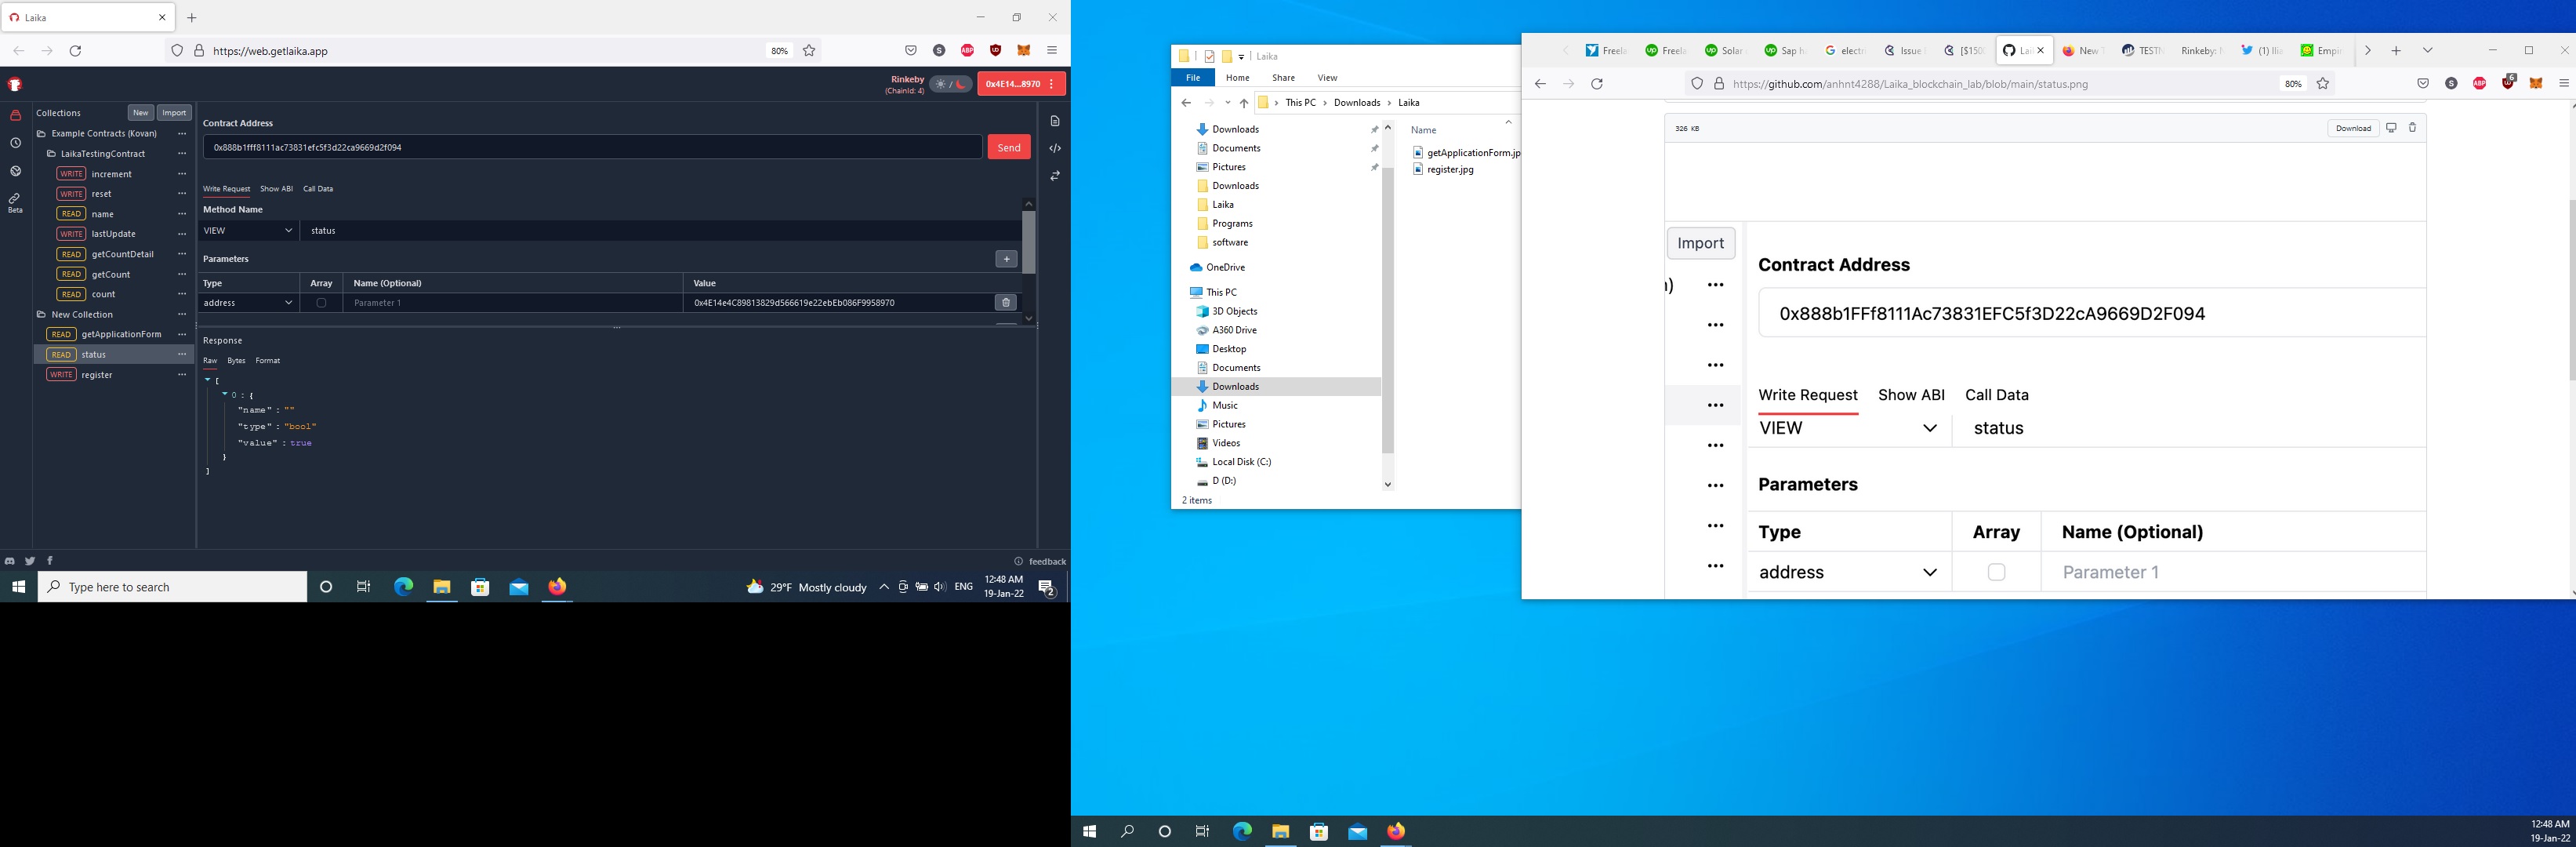 Laika
https://web.getlaika.app
80%
Rinkeby
(ChainId: 4)
0x4E14...8970
Collections
New
Import
Example Contracts (Kovan)
LaikaTestingContract
WRITE increment
WRITE reset
READ name
WRITE lastUpdate
READ getCountDetail
READ getCount
READ count
New Collection
READ getApplicationForm
READ status
WRITE register
Beta
Contract Address
0x888b1fff8111ac73831efc5f3d22ca9669d2f094
Send
Write Request Show ABI Call Data
Method Name
VIEW status
Parameters
Type Array Name (Optional) Value
address Parameter 1 0x4E14e4C89813829d566619e22ebEb086F9958970
Response
Raw Bytes Format
[
0 : {
"name" : ""
"type" : "bool"
"value" : true
}
]
feedback
Type here to search
29°F Mostly cloudy
ENG
12:48 AM
19-Jan-22
2
Laika
File Home Share View
This PC > Downloads > Laika
Downloads
Documents
Pictures
Downloads
Laika
Programs
software
OneDrive
This PC
3D Objects
A360 Drive
Desktop
Documents
Downloads
Music
Pictures
Videos
Local Disk (C:)
D (D:)
Name
getApplicationForm.jp
register.jpg
2 items
Freela Freela Solar Sap h electr Issue [$150 Lai New T TESTN Rinkeby: (1) Ilia Empir
https://github.com/anhnt4288/Laika_blockchain_lab/blob/main/status.png
80%
6
326 KB
Download
Import
Contract Address
0x888b1FFf8111Ac73831EFC5f3D22cA9669D2F094
Write Request Show ABI Call Data
VIEW status
Parameters
Type Array Name (Optional)
address Parameter 1
12:48 AM
19-Jan-22